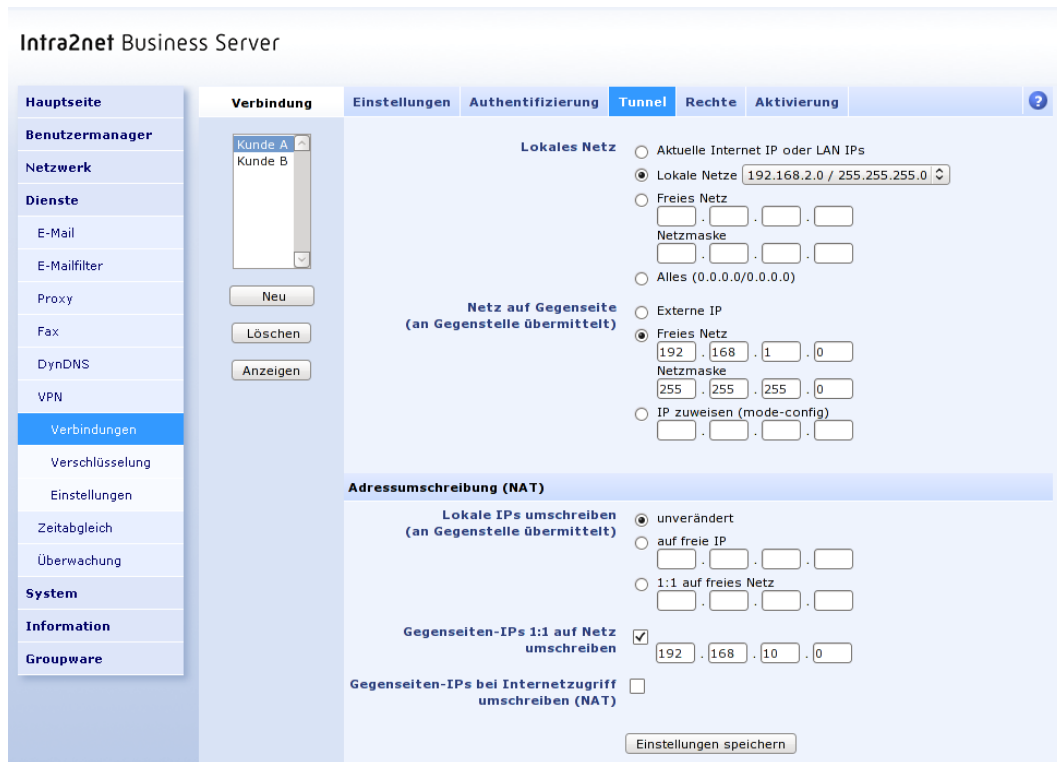 Intra2net Business Server
Hauptseite
Benutzermanager
Netzwerk
Dienste
E-Mail
E-Mailfilter
Proxy
Fax
DynDNS
VPN
Verbindungen
Verschlüsselung
Einstellungen
Zeitabgleich
Überwachung
System
Information
Groupware
Verbindung
Kunde A
Kunde B
Neu
Löschen
Anzeigen
Einstellungen Authentifizierung Tunnel Rechte Aktivierung ?
Lokales Netz
Aktuelle Internet IP oder LAN IPs
Lokale Netze 192.168.2.0 / 255.255.255.0
Freies Netz
. . .
Netzmaske
. . .
Alles (0.0.0.0/0.0.0.0)
Netz auf Gegenseite
(an Gegenstelle übermittelt)
Externe IP
Freies Netz
192 . 168 . 1 . 0
Netzmaske
255 . 255 . 255 . 0
IP zuweisen (mode-config)
. . .
Adressumschreibung (NAT)
Lokale IPs umschreiben
(an Gegenstelle übermittelt)
unverändert
auf freie IP
. . .
1:1 auf freies Netz
. . .
Gegenseiten-IPs 1:1 auf Netz
umschreiben
192 . 168 . 10 . 0
Gegenseiten-IPs bei Internetzugriff
umschreiben (NAT)
Einstellungen speichern